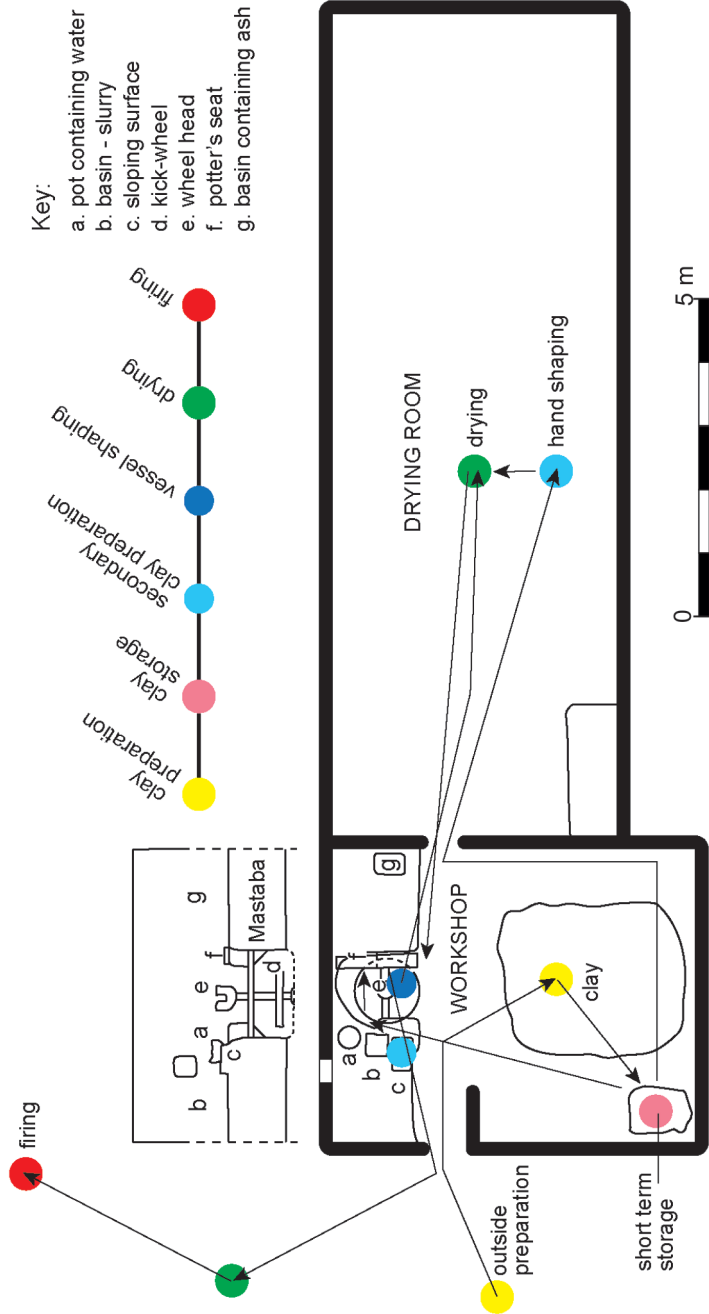 Key:
a. pot containing water
b. basin - slurry
c. sloping surface
d. kick-wheel
e. wheel head
f. potter's seat
g. basin containing ash
clay
preparation
clay
storage
secondary
clay preparation
vessel shaping
drying
firing
firing
b
a
c
e
f
d
g
Mastaba
a
b
c
e
f
g
WORKSHOP
clay
outside
preparation
short term
storage
DRYING ROOM
drying
hand shaping
0
5 m